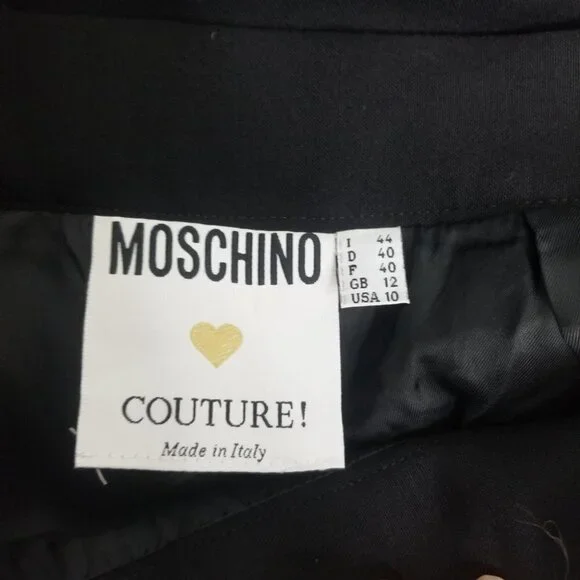 MOSCHINO
COUTURE!
Made in Italy
I 44
D 40
F 40
GB 12
USA 10